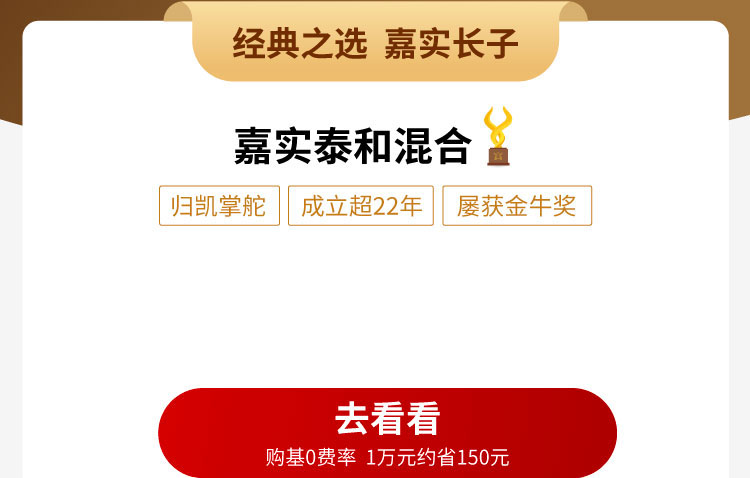 经典之选 嘉实长子
嘉实泰和混合
归凯掌舵 成立超22年 屡获金牛奖
去看看
购基0费率 1万元约省150元